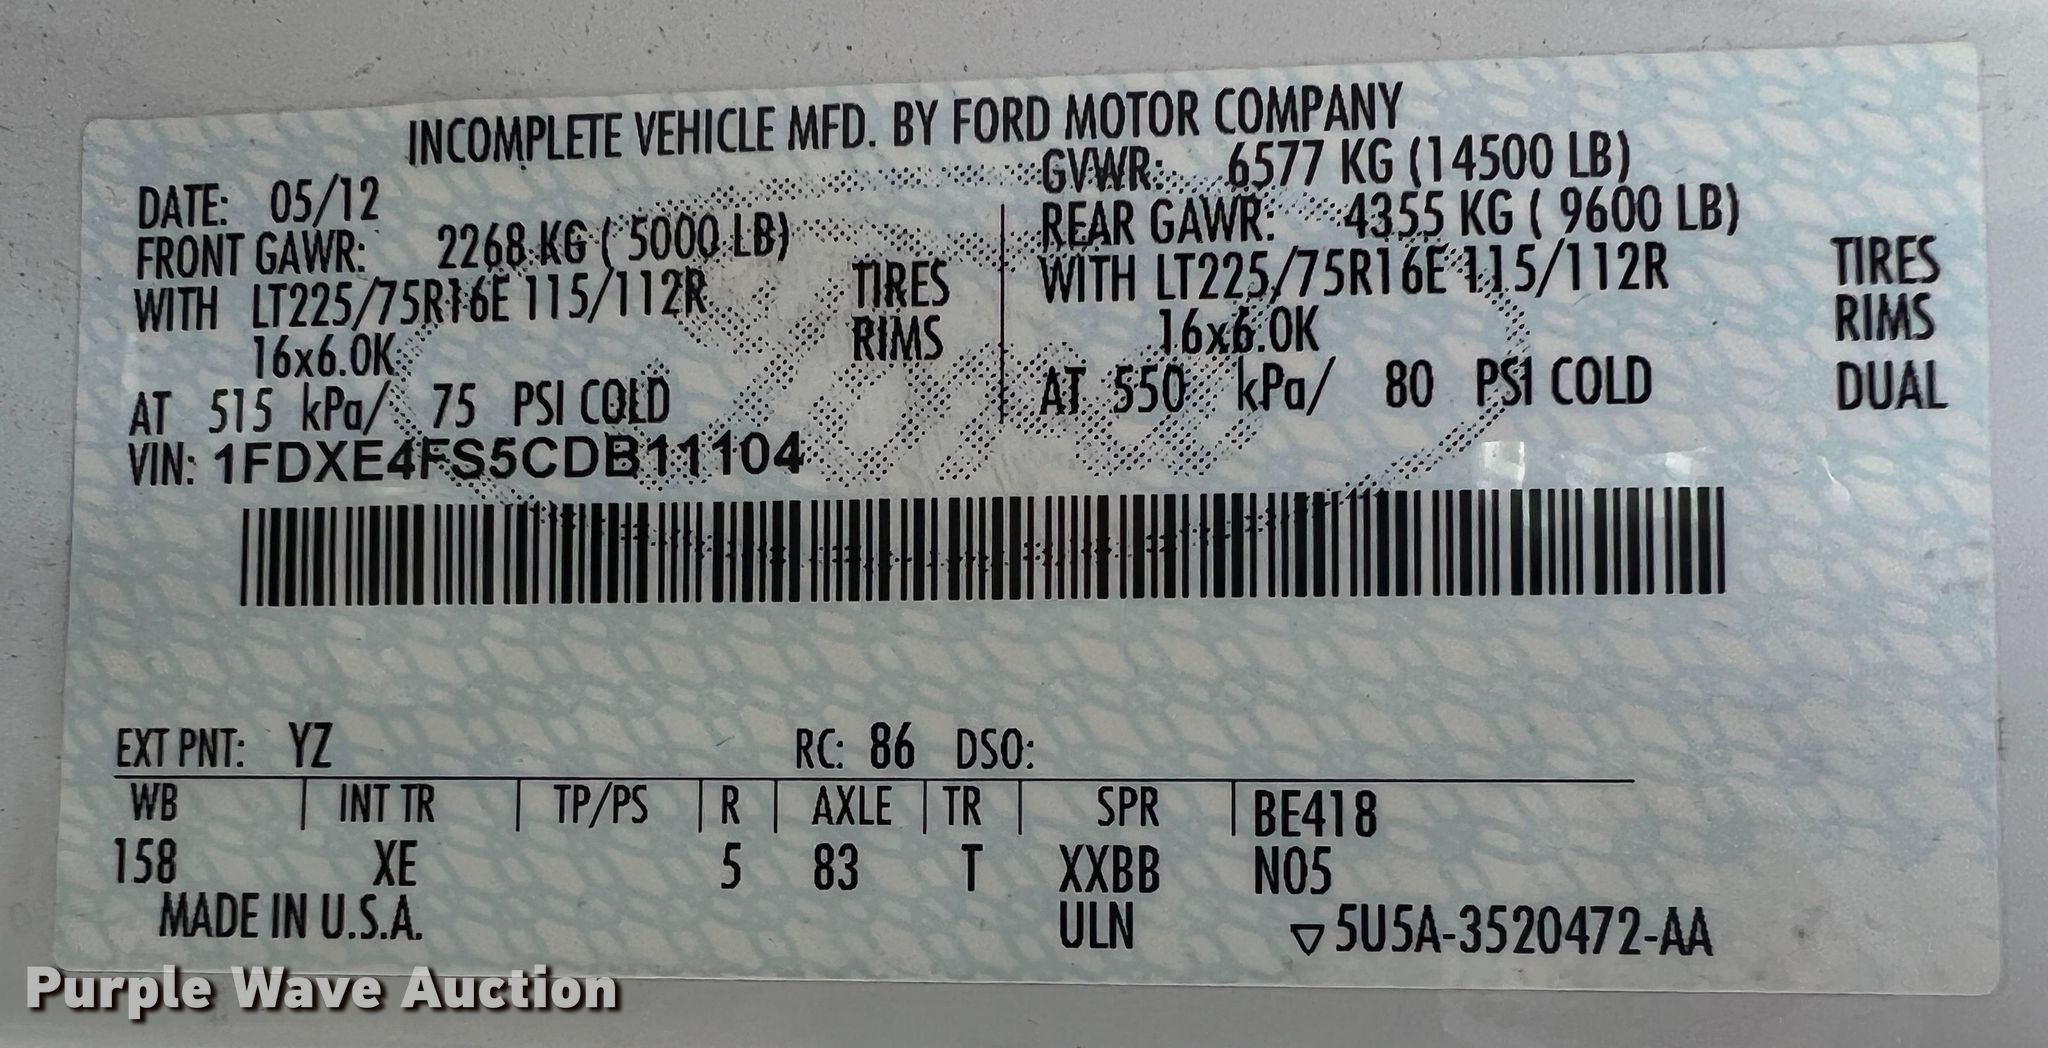 INCOMPLETE VEHICLE MFD. BY FORD MOTOR COMPANY
DATE: 05/12
GVWR: 6577 KG (14500 LB)
FRONT GAWR: 2268 KG ( 5000 LB)
REAR GAWR: 4355 KG ( 9600 LB)
WITH LT225/75R16E 115/112R TIRES
WITH LT225/75R16E 115/112R TIRES
16x6.0K RIMS
16x6.0K RIMS
AT 515 kPa/ 75 PSI COLD
AT 550 kPa/ 80 PSI COLD DUAL
VIN: 1FDXE4FS5CDB11104
EXT PNT: YZ RC: 86 DSO:
WB | INT TR | TP/PS | R | AXLE | TR | SPR | BE418
158 XE 5 83 T XXBB N05
MADE IN U.S.A. ULN ▽ 5U5A-3520472-AA
Purple Wave Auction